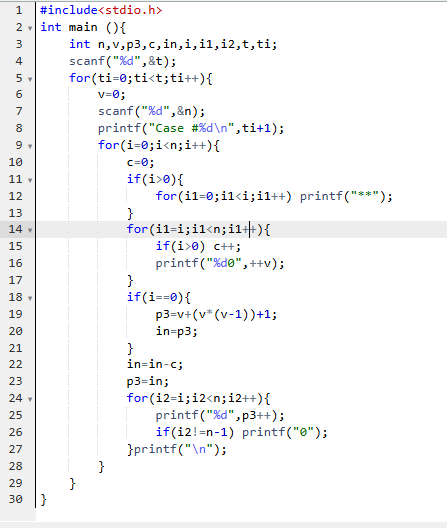 1 #include<stdio.h>
2 int main (){
3 int n,v,p3,c,in,i,i1,i2,t,ti;
4 scanf("%d",&t);
5 for(ti=0;ti<t;ti++){
6 v=0;
7 scanf("%d",&n);
8 printf("Case #%d\n",ti+1);
9 for(i=0;i<n;i++){
10 c=0;
11 if(i>0){
12 for(i1=0;i1<i;i1++) printf("**");
13 }
14 for(i1=i;i1<n;i1++){
15 if(i>0) c++;
16 printf("%d0",++v);
17 }
18 if(i==0){
19 p3=v+(v*(v-1))+1;
20 in=p3;
21 }
22 in=in-c;
23 p3=in;
24 for(i2=i;i2<n;i2++){
25 printf("%d",p3++);
26 if(i2!=n-1) printf("0");
27 }printf("\n");
28 }
29 }
30 }